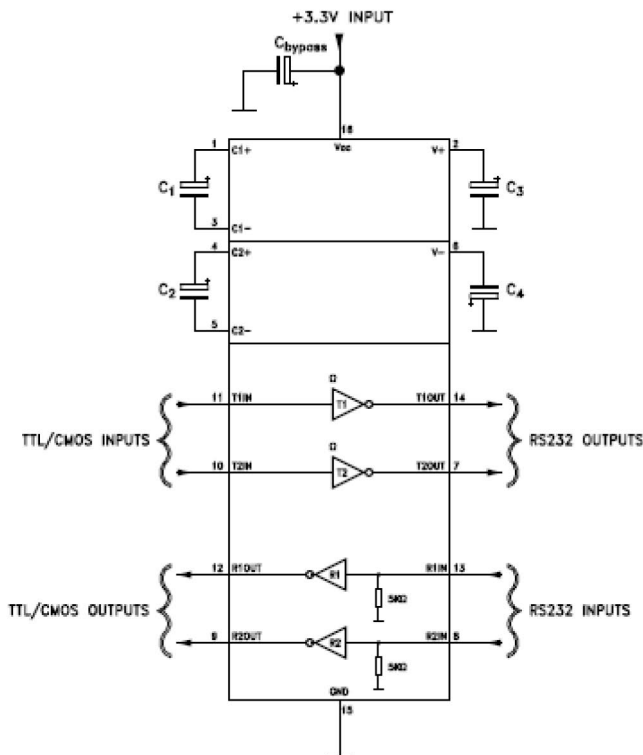 +3.3V INPUT
Cbypass
+
16
Vcc
1
C1+
V+
2
C1
+
+
C3
3
C1-
4
C2+
V-
6
C2
+
+
C4
5
C2-
Ω
11
T1IN
T1
T1OUT
14
TTL/CMOS INPUTS
RS232 OUTPUTS
Ω
10
T2IN
T2
T2OUT
7
12
R1OUT
R1
R1IN
13
5KΩ
TTL/CMOS OUTPUTS
RS232 INPUTS
9
R2OUT
R2
R2IN
8
5KΩ
GND
15